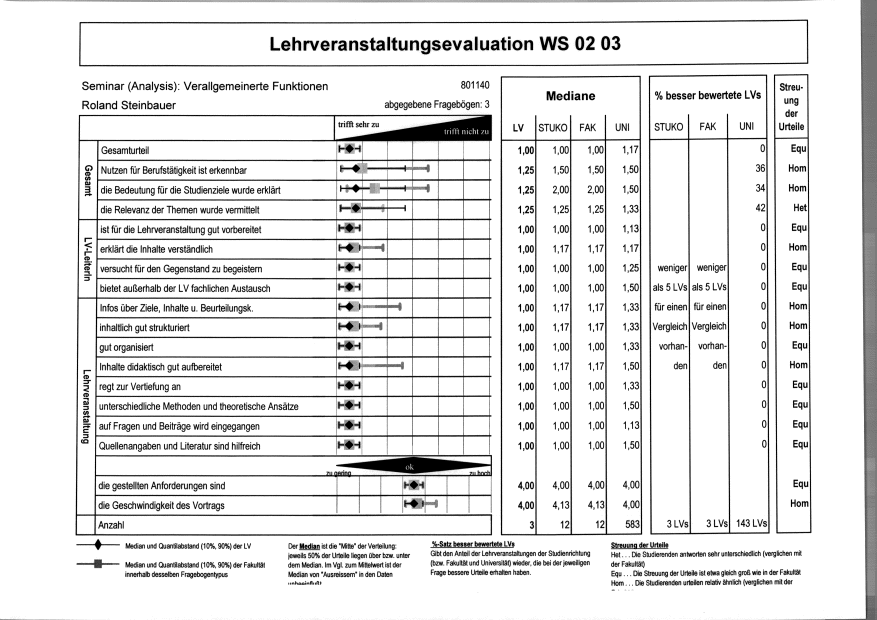 Lehrveranstaltungsevaluation WS 02 03
Seminar (Analysis): Verallgemeinerte Funktionen 801140
Roland Steinbauer abgegebene Fragebögen: 3
Mediane % besser bewertete LVs Streu-
ung
der
Urteile
trifft sehr zu trifft nicht zu
LV STUKO FAK UNI STUKO FAK UNI
Gesamt
Gesamturteil 1,00 1,00 1,00 1,17 0 Equ
Nutzen für Berufstätigkeit ist erkennbar 1,25 1,50 1,50 1,50 36 Hom
die Bedeutung für die Studienziele wurde erklärt 1,25 2,00 2,00 1,50 34 Hom
die Relevanz der Themen wurde vermittelt 1,25 1,25 1,25 1,33 42 Het
LV-LeiterIn
ist für die Lehrveranstaltung gut vorbereitet 1,00 1,00 1,00 1,13 0 Equ
erklärt die Inhalte verständlich 1,00 1,17 1,17 1,17 0 Hom
versucht für den Gegenstand zu begeistern 1,00 1,00 1,00 1,25 weniger weniger 0 Equ
bietet außerhalb der LV fachlichen Austausch 1,00 1,00 1,00 1,50 als 5 LVs als 5 LVs 0 Equ
Lehrveranstaltung
Infos über Ziele, Inhalte u. Beurteilungsk. 1,00 1,17 1,17 1,33 für einen für einen 0 Hom
inhaltlich gut strukturiert 1,00 1,17 1,17 1,33 Vergleich Vergleich 0 Hom
gut organisiert 1,00 1,00 1,00 1,33 vorhan- vorhan- 0 Equ
Inhalte didaktisch gut aufbereitet 1,00 1,17 1,17 1,50 den den 0 Hom
regt zur Vertiefung an 1,00 1,00 1,00 1,33 0 Equ
unterschiedliche Methoden und theoretische Ansätze 1,00 1,00 1,00 1,50 0 Equ
auf Fragen und Beiträge wird eingegangen 1,00 1,00 1,00 1,13 0 Equ
Quellenangaben und Literatur sind hilfreich 1,00 1,00 1,00 1,50 0 Equ
zu gering ok zu hoch
die gestellten Anforderungen sind 4,00 4,00 4,00 4,00 Equ
die Geschwindigkeit des Vortrags 4,00 4,13 4,13 4,00 Hom
Anzahl 3 12 12 583 3 LVs 3 LVs 143 LVs
Median und Quantilabstand (10%, 90%) der LV
Median und Quantilabstand (10%, 90%) der Fakultät
innerhalb desselben Fragebogentypus
Der Median ist die "Mitte" der Verteilung:
jeweils 50% der Urteile liegen über bzw. unter
dem Median. Im Vgl. zum Mittelwert ist der
Median von "Ausreissern" in den Daten
unbeeinflußt
%-Satz besser bewertete LVs
Gibt den Anteil der Lehrveranstaltungen der Studienrichtung
(bzw. Fakultät und Universität) wieder, die bei der jeweiligen
Frage bessere Urteile erhalten haben.
Streuung der Urteile
Het . . . Die Studierenden antworten sehr unterschiedlich (verglichen mit
der Fakultät)
Equ . . . Die Streuung der Urteile ist etwa gleich groß wie in der Fakultät
Hom . . . Die Studierenden urteilen relativ ähnlich (verglichen mit der